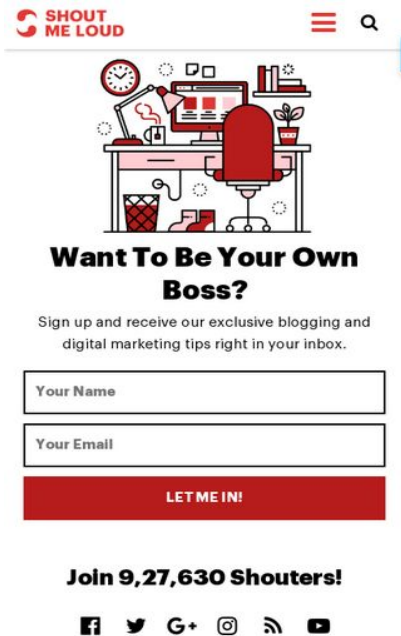 SHOUT
ME LOUD
Want To Be Your Own
Boss?
Sign up and receive our exclusive blogging and
digital marketing tips right in your inbox.
Your Name
Your Email
LET ME IN!
Join 9,27,630 Shouters!
G+